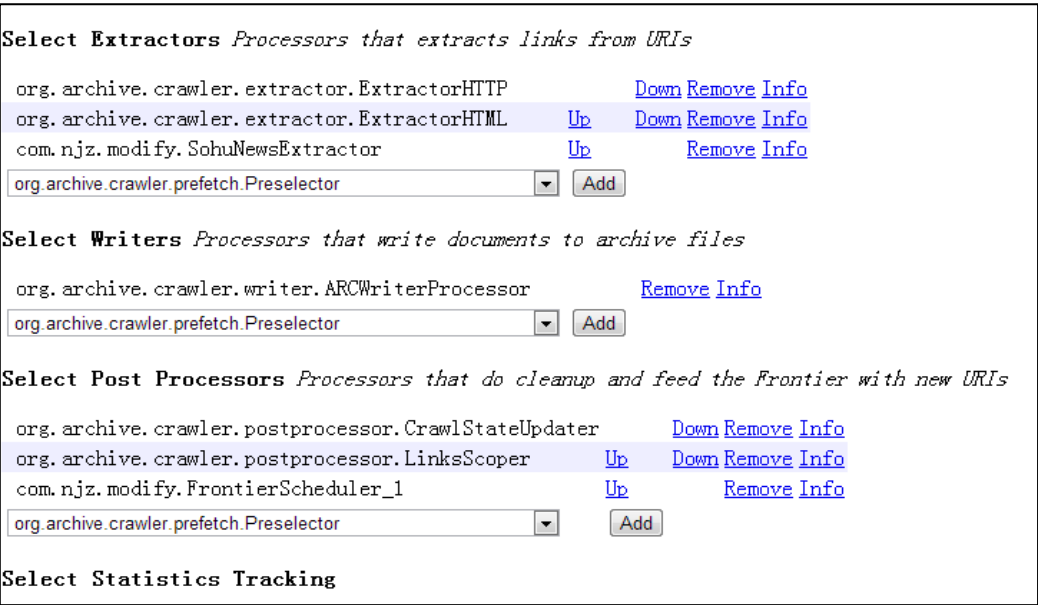 Select Extractors Processors that extracts links from URIs
org.archive.crawler.extractor.ExtractorHTTP Down Remove Info
org.archive.crawler.extractor.ExtractorHTML Up Down Remove Info
com.njz.modify.SohuNewsExtractor Up Remove Info
org.archive.crawler.prefetch.Preselector Add
Select Writers Processors that write documents to archive files
org.archive.crawler.writer.ARCWriterProcessor Remove Info
org.archive.crawler.prefetch.Preselector Add
Select Post Processors Processors that do cleanup and feed the Frontier with new URIs
org.archive.crawler.postprocessor.CrawlStateUpdater Down Remove Info
org.archive.crawler.postprocessor.LinksScoper Up Down Remove Info
com.njz.modify.FrontierScheduler_1 Up Remove Info
org.archive.crawler.prefetch.Preselector Add
Select Statistics Tracking